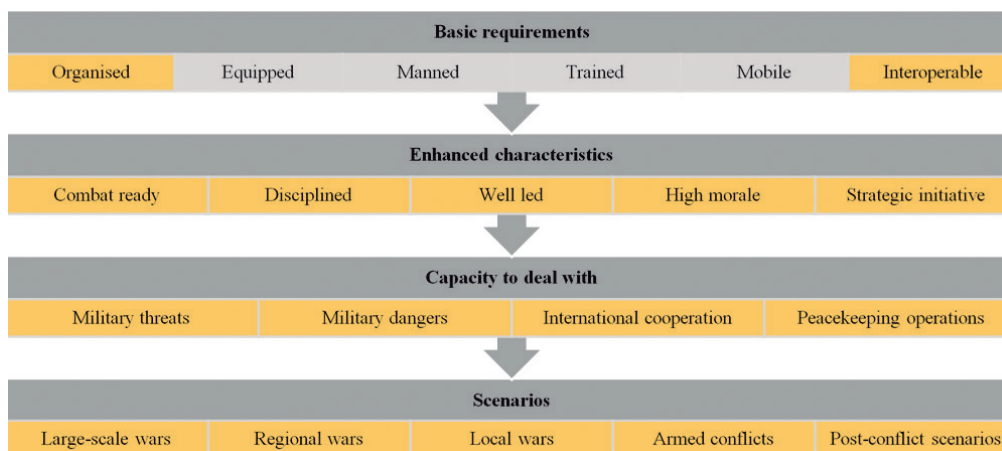 Basic requirements
Organised Equipped Manned Trained Mobile Interoperable
Enhanced characteristics
Combat ready Disciplined Well led High morale Strategic initiative
Capacity to deal with
Military threats Military dangers International cooperation Peacekeeping operations
Scenarios
Large-scale wars Regional wars Local wars Armed conflicts Post-conflict scenarios